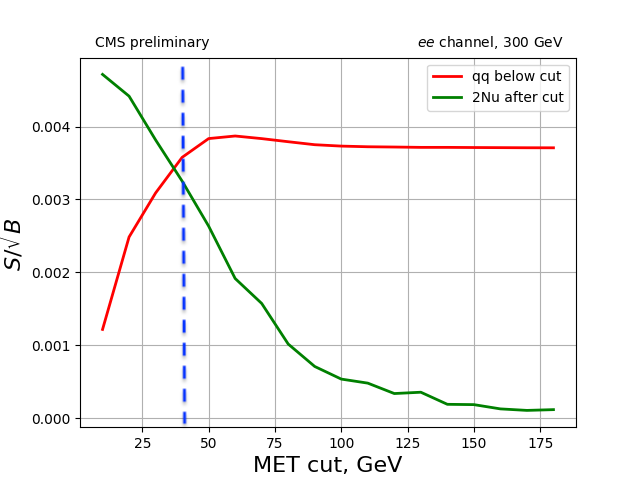 CMS preliminary
ee channel, 300 GeV
qq below cut
2Nu after cut
0.004
0.003
0.002
0.001
0.000
S/√B
25 50 75 100 125 150 175
MET cut, GeV